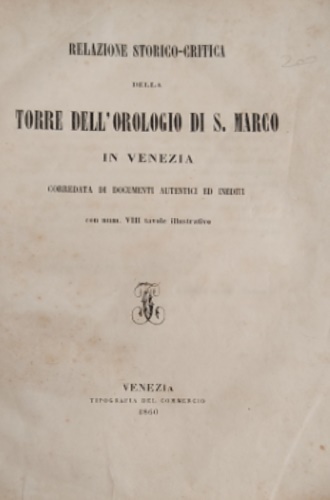 RELAZIONE STORICO-CRITICA
DELLA
TORRE DELL'OROLOGIO DI S. MARCO
IN VENEZIA
CORREDATA DI DOCUMENTI AUTENTICI ED INEDITI
con num. VIII tavole illustrative
VENEZIA
TIPOGRAFIA DEL COMMERCIO
1860